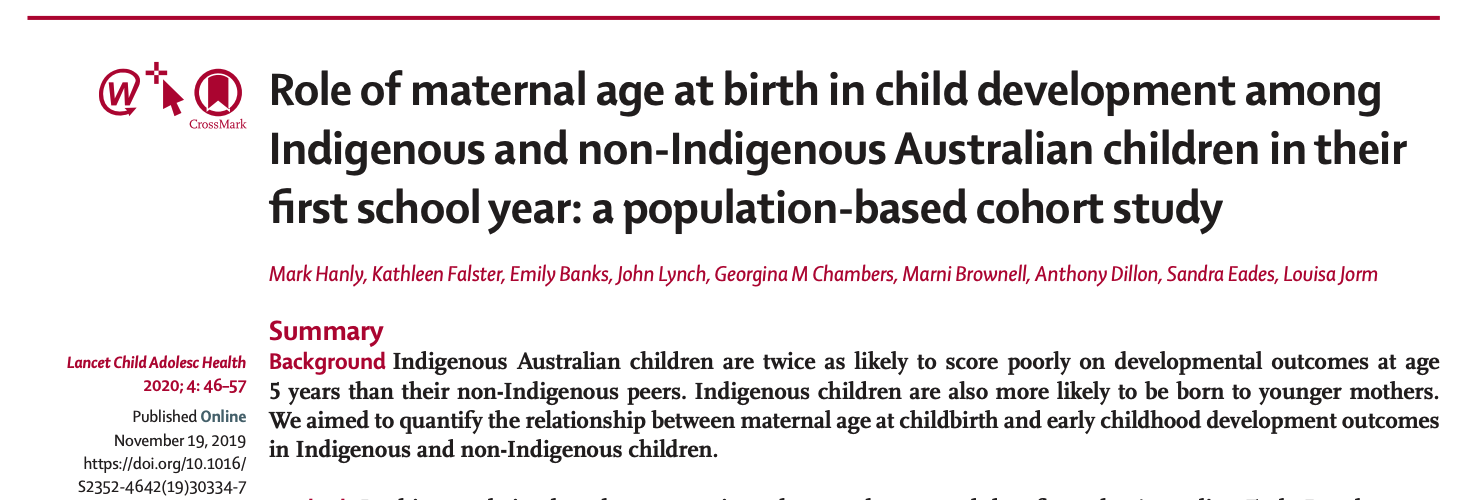 CrossMark
Role of maternal age at birth in child development among
Indigenous and non-Indigenous Australian children in their
first school year: a population-based cohort study
Mark Hanly, Kathleen Falster, Emily Banks, John Lynch, Georgina M Chambers, Marni Brownell, Anthony Dillon, Sandra Eades, Louisa Jorm
Summary
Lancet Child Adolesc Health
2020; 4: 46–57
Published Online
November 19, 2019
https://doi.org/10.1016/
S2352-4642(19)30334-7
Background Indigenous Australian children are twice as likely to score poorly on developmental outcomes at age
5 years than their non-Indigenous peers. Indigenous children are also more likely to be born to younger mothers.
We aimed to quantify the relationship between maternal age at childbirth and early childhood development outcomes
in Indigenous and non-Indigenous children.